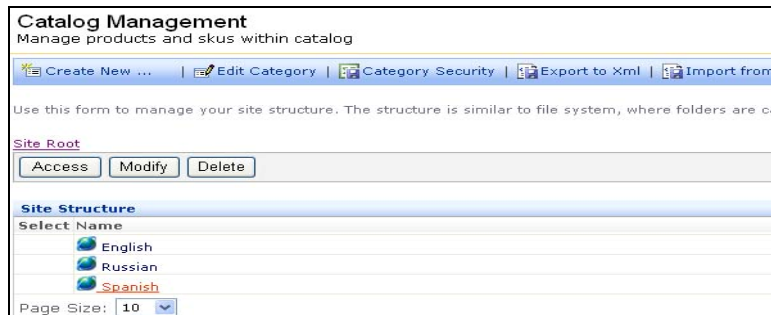 Catalog Management
Manage products and skus within catalog
Create New ... | Edit Category | Category Security | Export to Xml | Import from
Use this form to manage your site structure. The structure is similar to file system, where folders are
Site Root
Access Modify Delete
Site Structure
Select Name
English
Russian
Spanish
Page Size: 10